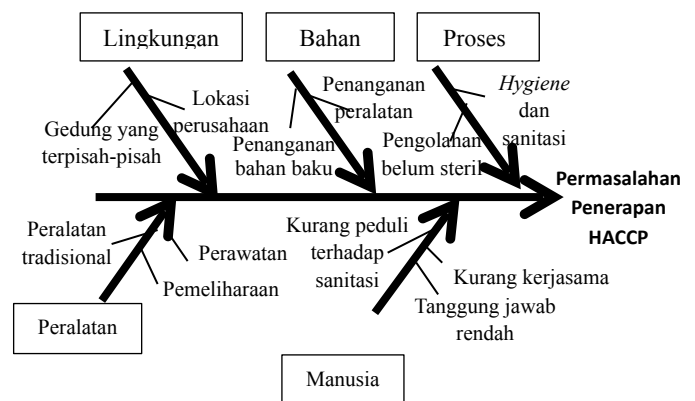 Lingkungan
Bahan
Proses
Lokasi
perusahaan
Gedung yang
terpisah-pisah
Penanganan
peralatan
Penanganan
bahan baku
Hygiene
dan
sanitasi
Pengolahan
belum steril
Permasalahan
Penerapan
HACCP
Peralatan
tradisional
Perawatan
Pemeliharaan
Kurang peduli
terhadap
sanitasi
Kurang kerjasama
Tanggung jawab
rendah
Peralatan
Manusia